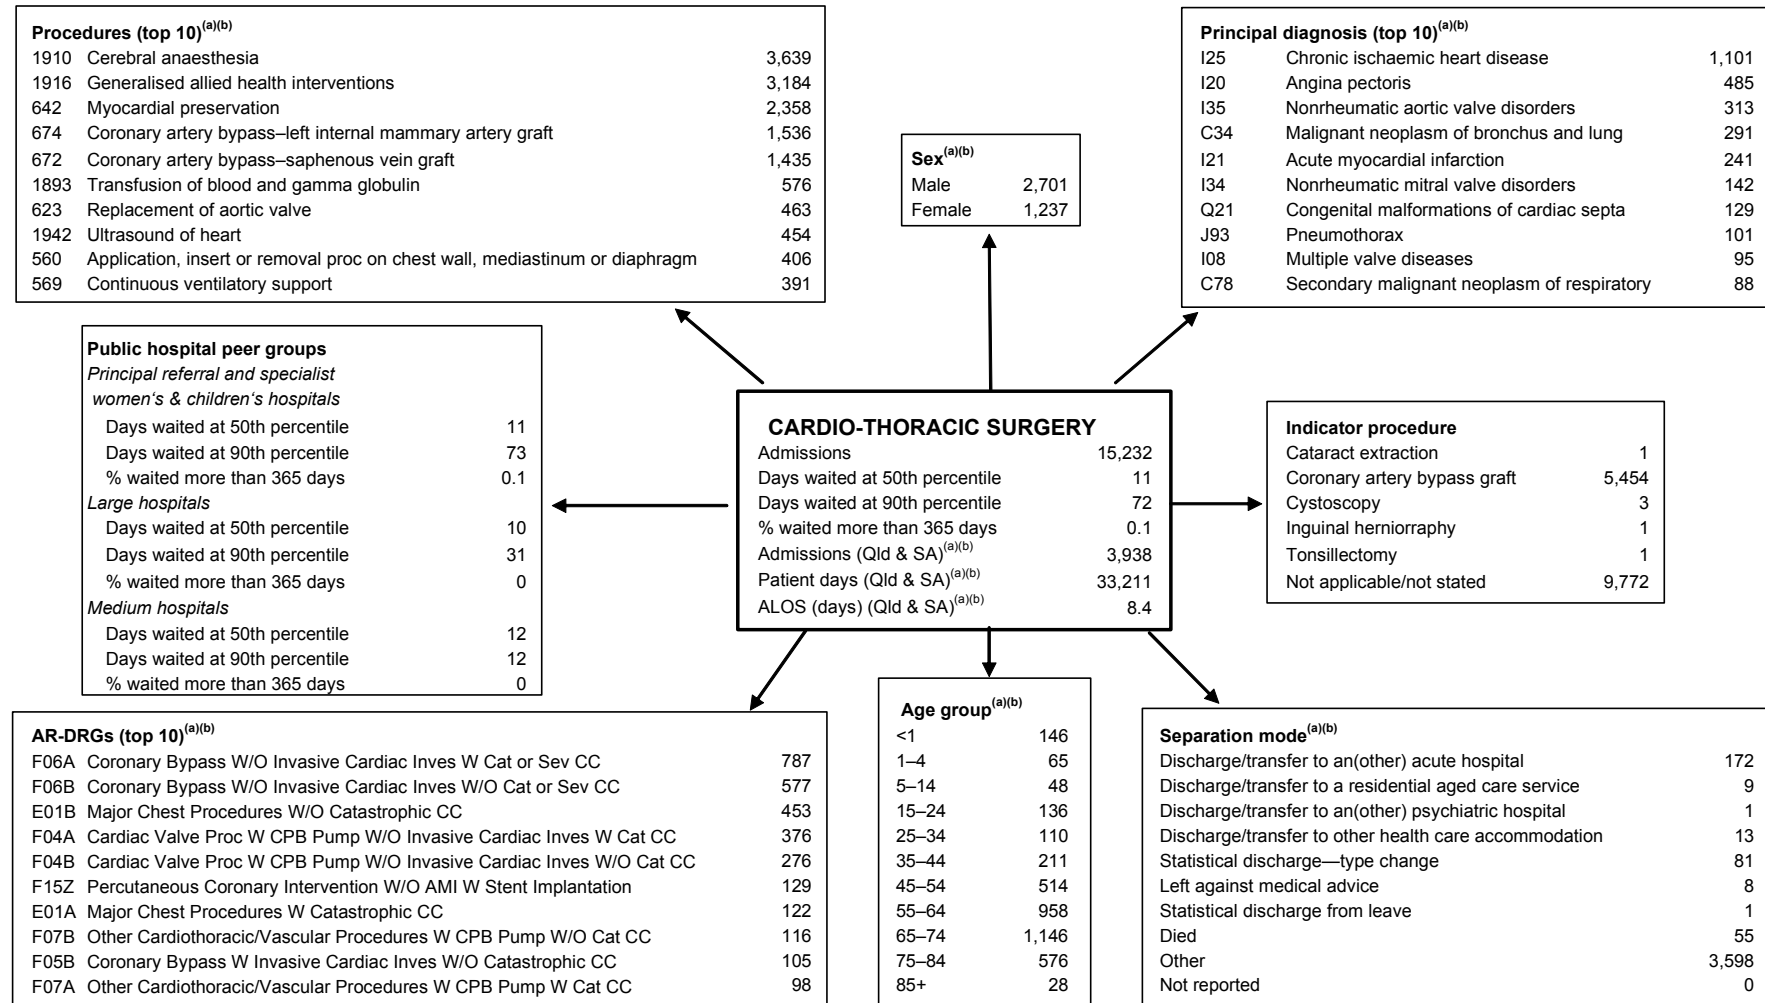 Procedures (top 10)(a)(b)
1910 Cerebral anaesthesia 3,639
1916 Generalised allied health interventions 3,184
642 Myocardial preservation 2,358
674 Coronary artery bypass–left internal mammary artery graft 1,536
672 Coronary artery bypass–saphenous vein graft 1,435
1893 Transfusion of blood and gamma globulin 576
623 Replacement of aortic valve 463
1942 Ultrasound of heart 454
560 Application, insert or removal proc on chest wall, mediastinum or diaphragm 406
569 Continuous ventilatory support 391
Sex(a)(b)
Male 2,701
Female 1,237
Principal diagnosis (top 10)(a)(b)
I25 Chronic ischaemic heart disease 1,101
I20 Angina pectoris 485
I35 Nonrheumatic aortic valve disorders 313
C34 Malignant neoplasm of bronchus and lung 291
I21 Acute myocardial infarction 241
I34 Nonrheumatic mitral valve disorders 142
Q21 Congenital malformations of cardiac septa 129
J93 Pneumothorax 101
I08 Multiple valve diseases 95
C78 Secondary malignant neoplasm of respiratory 88
Public hospital peer groups
Principal referral and specialist
women‘s & children‘s hospitals
Days waited at 50th percentile 11
Days waited at 90th percentile 73
% waited more than 365 days 0.1
Large hospitals
Days waited at 50th percentile 10
Days waited at 90th percentile 31
% waited more than 365 days 0
Medium hospitals
Days waited at 50th percentile 12
Days waited at 90th percentile 12
% waited more than 365 days 0
CARDIO-THORACIC SURGERY
Admissions 15,232
Days waited at 50th percentile 11
Days waited at 90th percentile 72
% waited more than 365 days 0.1
Admissions (Qld & SA)(a)(b) 3,938
Patient days (Qld & SA)(a)(b) 33,211
ALOS (days) (Qld & SA)(a)(b) 8.4
Indicator procedure
Cataract extraction 1
Coronary artery bypass graft 5,454
Cystoscopy 3
Inguinal herniorraphy 1
Tonsillectomy 1
Not applicable/not stated 9,772
AR-DRGs (top 10)(a)(b)
F06A Coronary Bypass W/O Invasive Cardiac Inves W Cat or Sev CC 787
F06B Coronary Bypass W/O Invasive Cardiac Inves W/O Cat or Sev CC 577
E01B Major Chest Procedures W/O Catastrophic CC 453
F04A Cardiac Valve Proc W CPB Pump W/O Invasive Cardiac Inves W Cat CC 376
F04B Cardiac Valve Proc W CPB Pump W/O Invasive Cardiac Inves W/O Cat CC 276
F15Z Percutaneous Coronary Intervention W/O AMI W Stent Implantation 129
E01A Major Chest Procedures W Catastrophic CC 122
F07B Other Cardiothoracic/Vascular Procedures W CPB Pump W/O Cat CC 116
F05B Coronary Bypass W Invasive Cardiac Inves W/O Catastrophic CC 105
F07A Other Cardiothoracic/Vascular Procedures W CPB Pump W Cat CC 98
Age group(a)(b)
<1 146
1–4 65
5–14 48
15–24 136
25–34 110
35–44 211
45–54 514
55–64 958
65–74 1,146
75–84 576
85+ 28
Separation mode(a)(b)
Discharge/transfer to an(other) acute hospital 172
Discharge/transfer to a residential aged care service 9
Discharge/transfer to an(other) psychiatric hospital 1
Discharge/transfer to other health care accommodation 13
Statistical discharge—type change 81
Left against medical advice 8
Statistical discharge from leave 1
Died 55
Other 3,598
Not reported 0